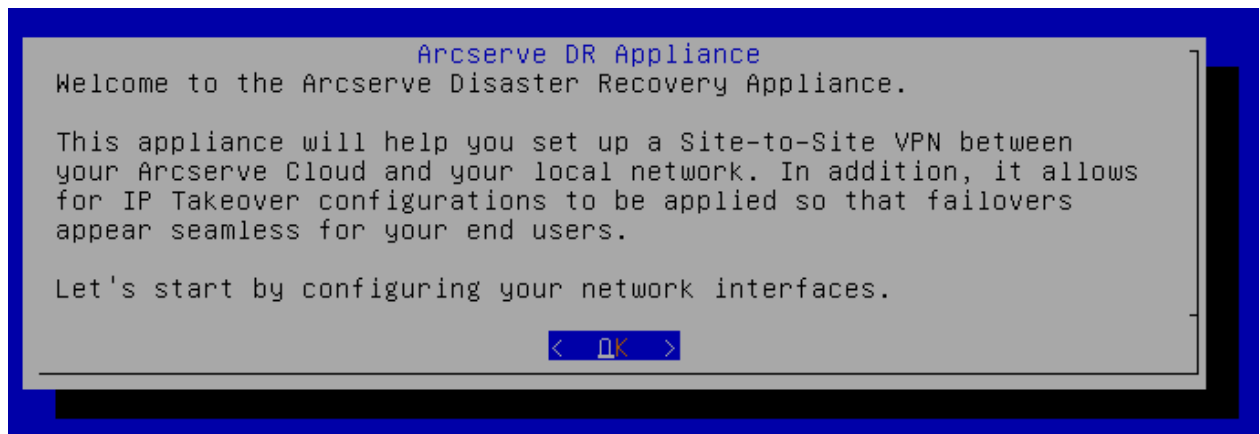 Arcserve DR Appliance
Welcome to the Arcserve Disaster Recovery Appliance.
This appliance will help you set up a Site-to-Site VPN between
your Arcserve Cloud and your local network. In addition, it allows
for IP Takeover configurations to be applied so that failovers
appear seamless for your end users.
Let's start by configuring your network interfaces.
< OK >